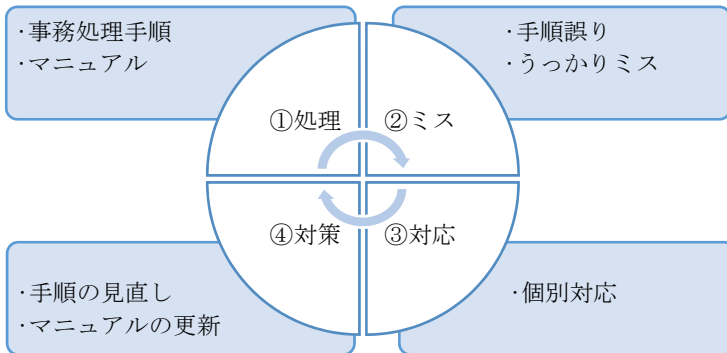 ・事務処理手順
・マニュアル
・手順誤り
・うっかりミス
①処理
②ミス
④対策
③対応
・手順の見直し
・マニュアルの更新
・個別対応